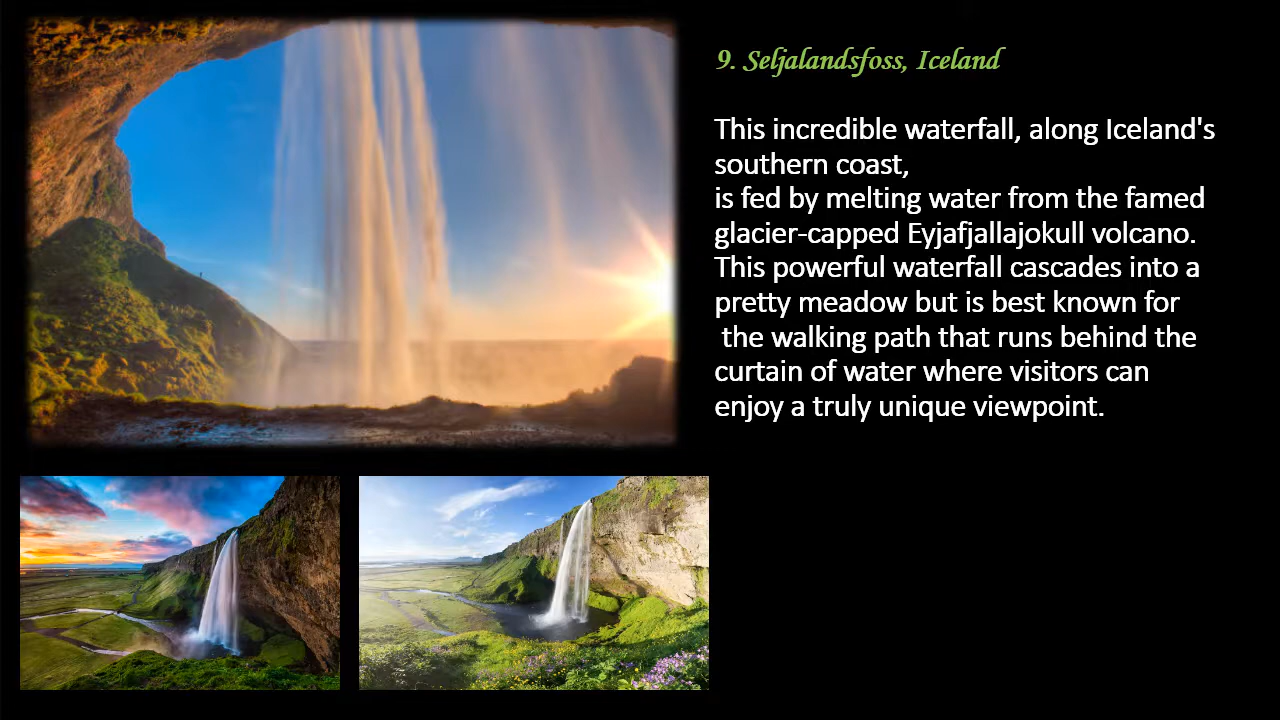 9. Seljalandsfoss, Iceland
This incredible waterfall, along Iceland's
southern coast,
is fed by melting water from the famed
glacier-capped Eyjafjallajokull volcano.
This powerful waterfall cascades into a
pretty meadow but is best known for
the walking path that runs behind the
curtain of water where visitors can
enjoy a truly unique viewpoint.